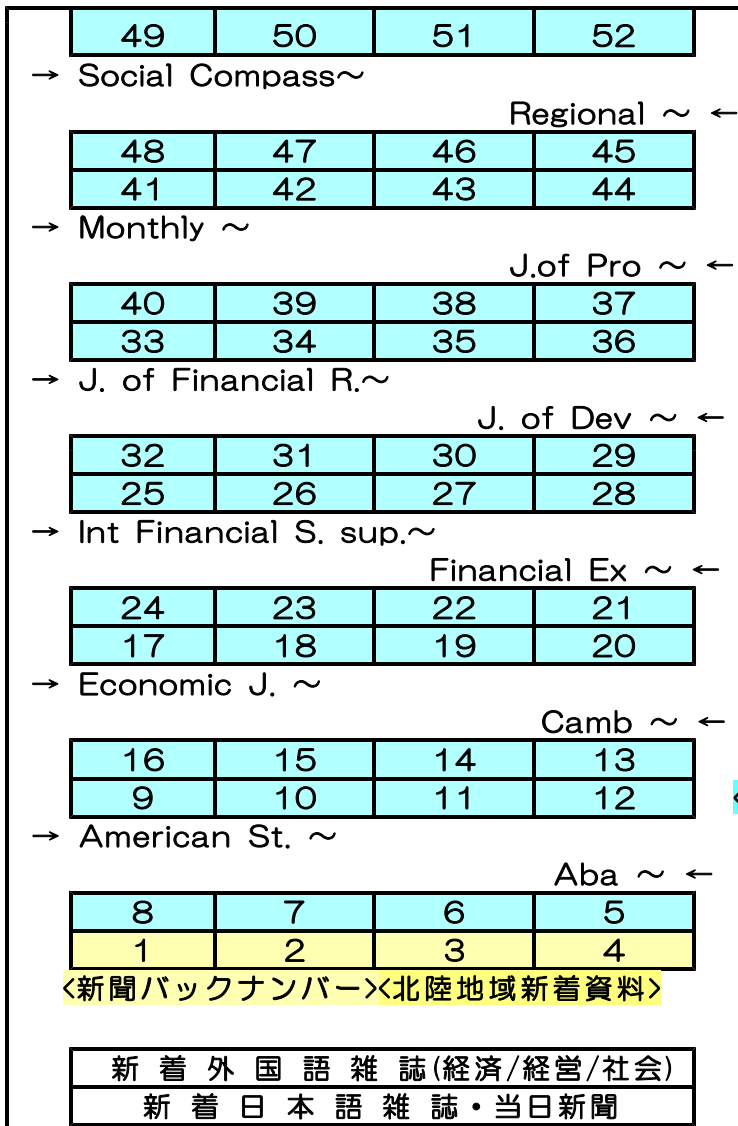 49 50 51 52
→ Social Compass～
Regional ～ ←
48 47 46 45
41 42 43 44
→ Monthly ～
J.of Pro ～ ←
40 39 38 37
33 34 35 36
→ J. of Financial R.～
J. of Dev ～ ←
32 31 30 29
25 26 27 28
→ Int Financial S. sup.～
Financial Ex ～ ←
24 23 22 21
17 18 19 20
→ Economic J. ～
Camb ～ ←
16 15 14 13
9 10 11 12
→ American St. ～
Aba ～ ←
8 7 6 5
1 2 3 4
<新聞バックナンバー><北陸地域新着資料>
新着外国語雑誌(経済/経営/社会)
新着日本語雑誌・当日新聞